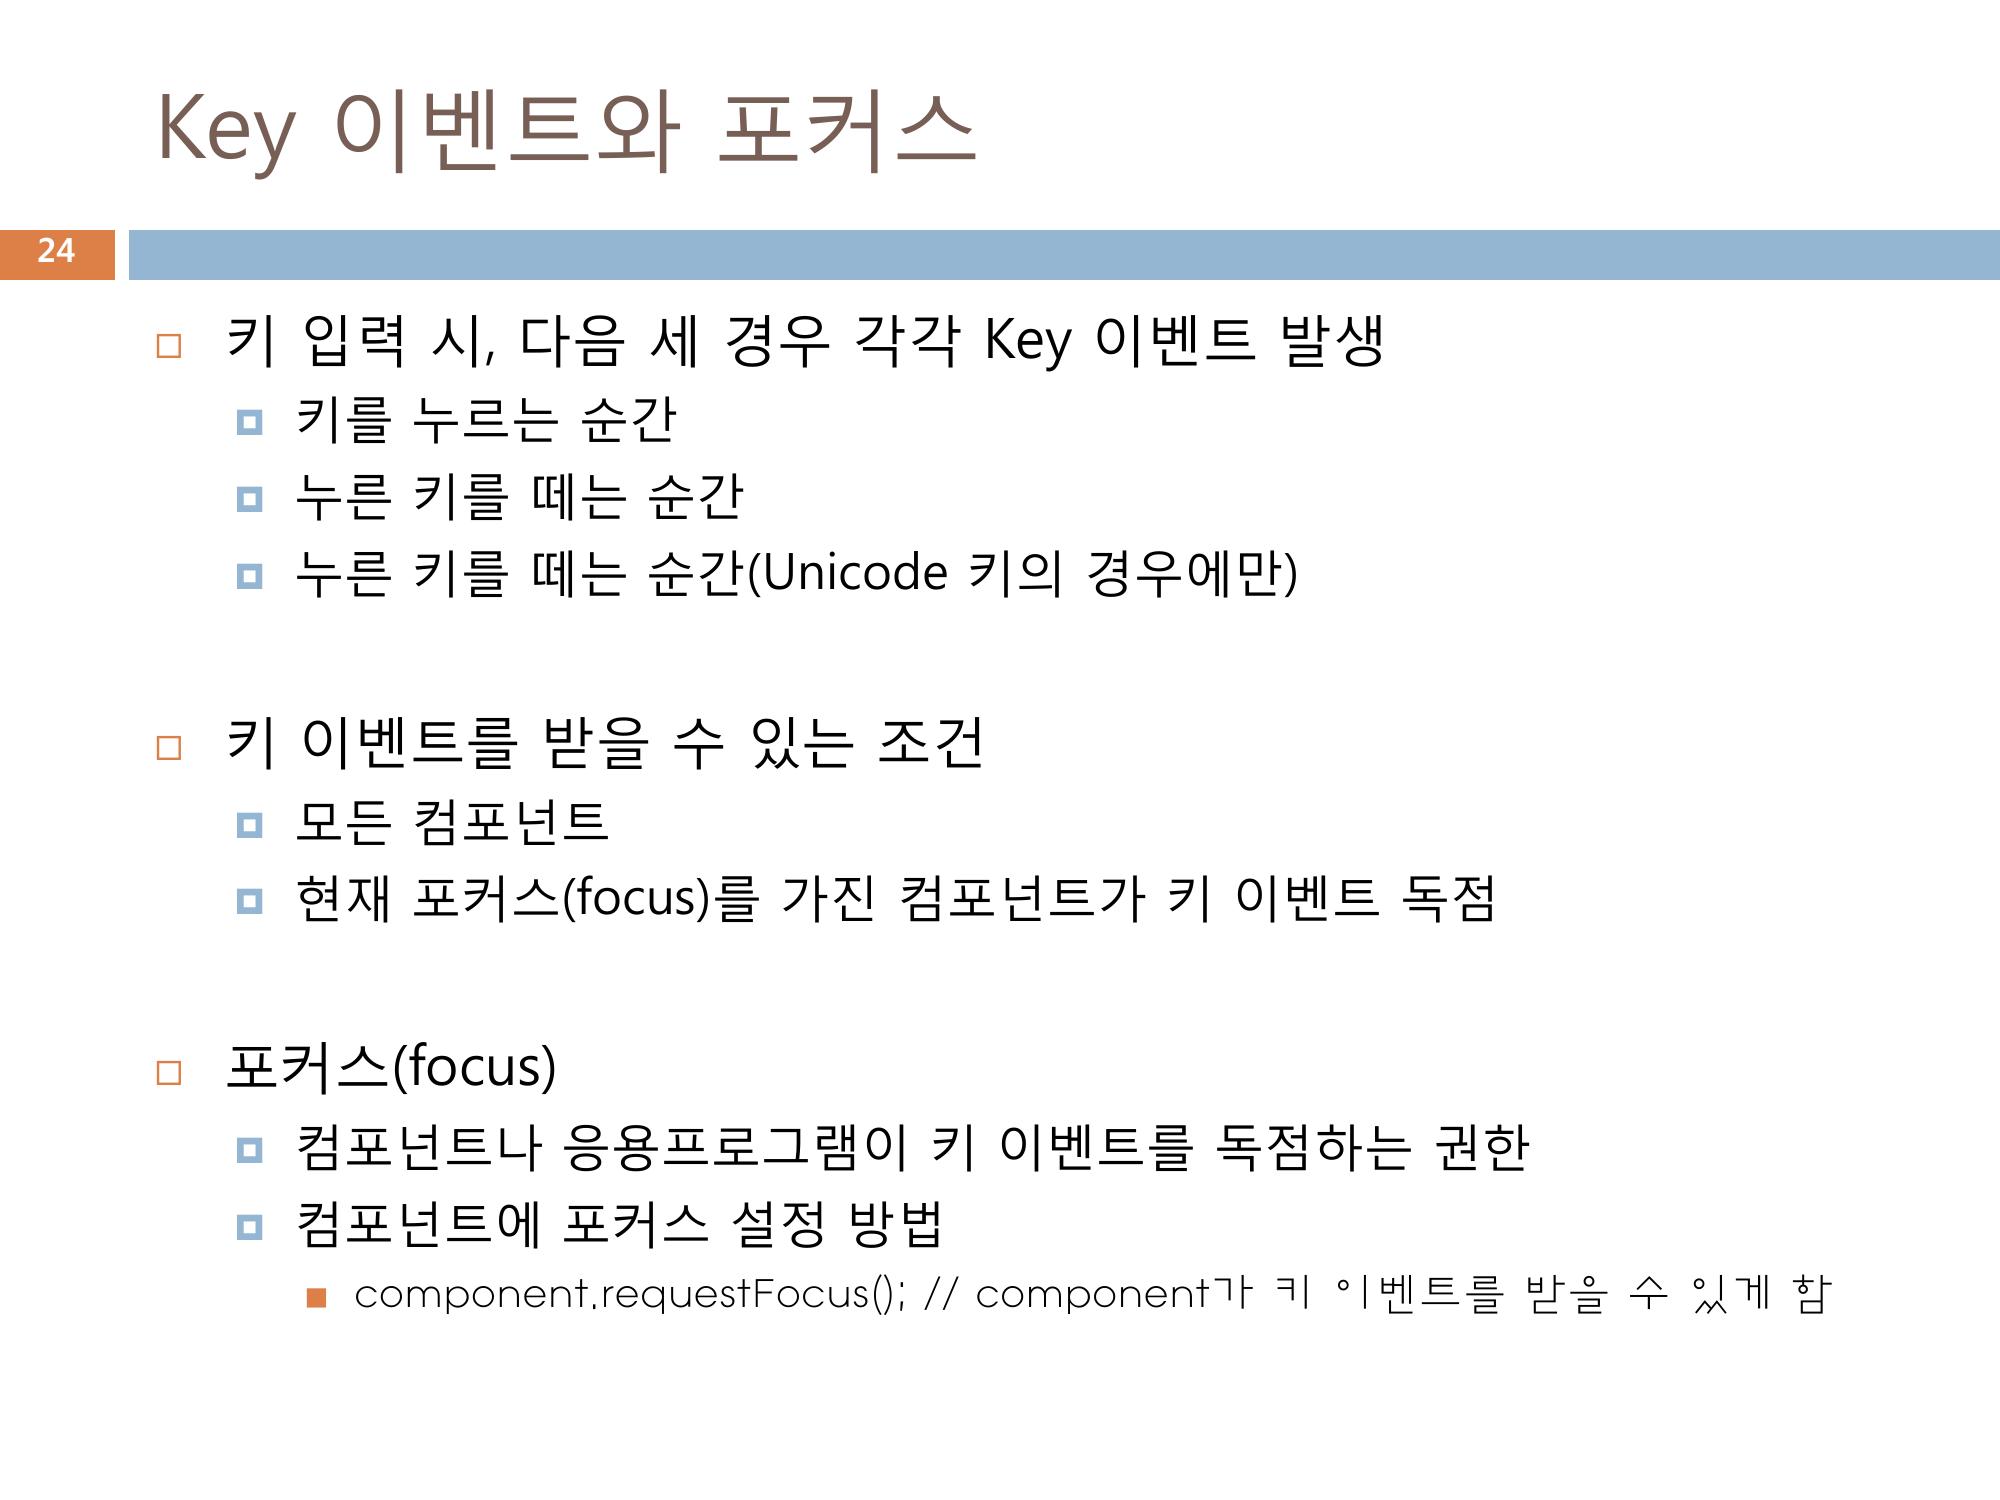 Key 이벤트와 포커스
24
키 입력 시, 다음 세 경우 각각 Key 이벤트 발생
키를 누르는 순간
누른 키를 떼는 순간
누른 키를 떼는 순간(Unicode 키의 경우에만)
키 이벤트를 받을 수 있는 조건
모든 컴포넌트
현재 포커스(focus)를 가진 컴포넌트가 키 이벤트 독점
포커스(focus)
컴포넌트나 응용프로그램이 키 이벤트를 독점하는 권한
컴포넌트에 포커스 설정 방법
component.requestFocus(); // component가 키 이벤트를 받을 수 있게 함